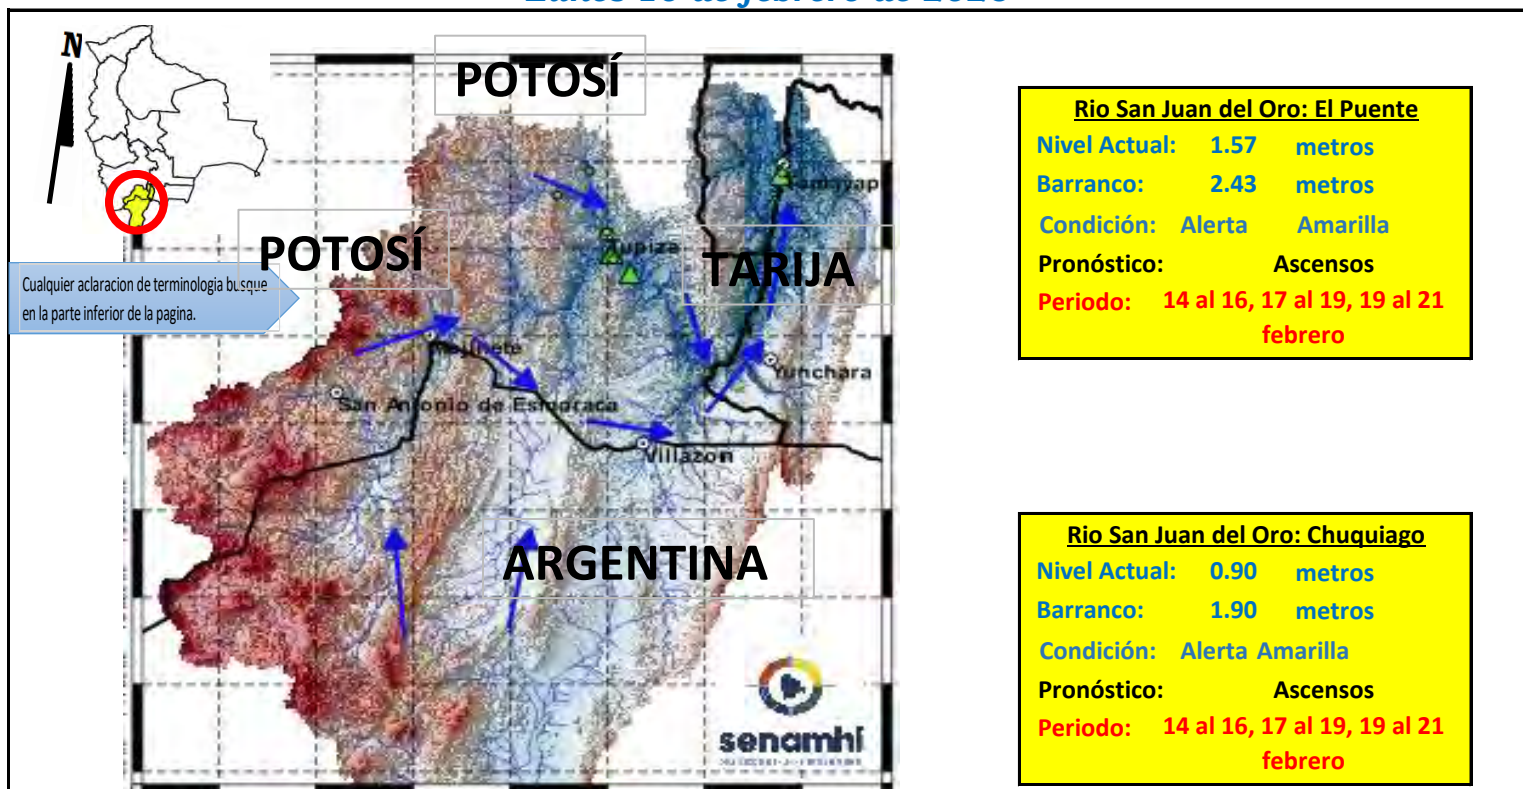 N
POTOSÍ
POTOSÍ
TARIJA
ARGENTINA
Cualquier aclaracion de terminologia busque
en la parte inferior de la pagina.
Tupiza
Yunchara
San Antonio de Esmoraca
Villazon
senamhi
Rio San Juan del Oro: El Puente
Nivel Actual: 1.57 metros
Barranco: 2.43 metros
Condición: Alerta Amarilla
Pronóstico: Ascensos
Periodo: 14 al 16, 17 al 19, 19 al 21
febrero
Rio San Juan del Oro: Chuquiago
Nivel Actual: 0.90 metros
Barranco: 1.90 metros
Condición: Alerta Amarilla
Pronóstico: Ascensos
Periodo: 14 al 16, 17 al 19, 19 al 21
febrero